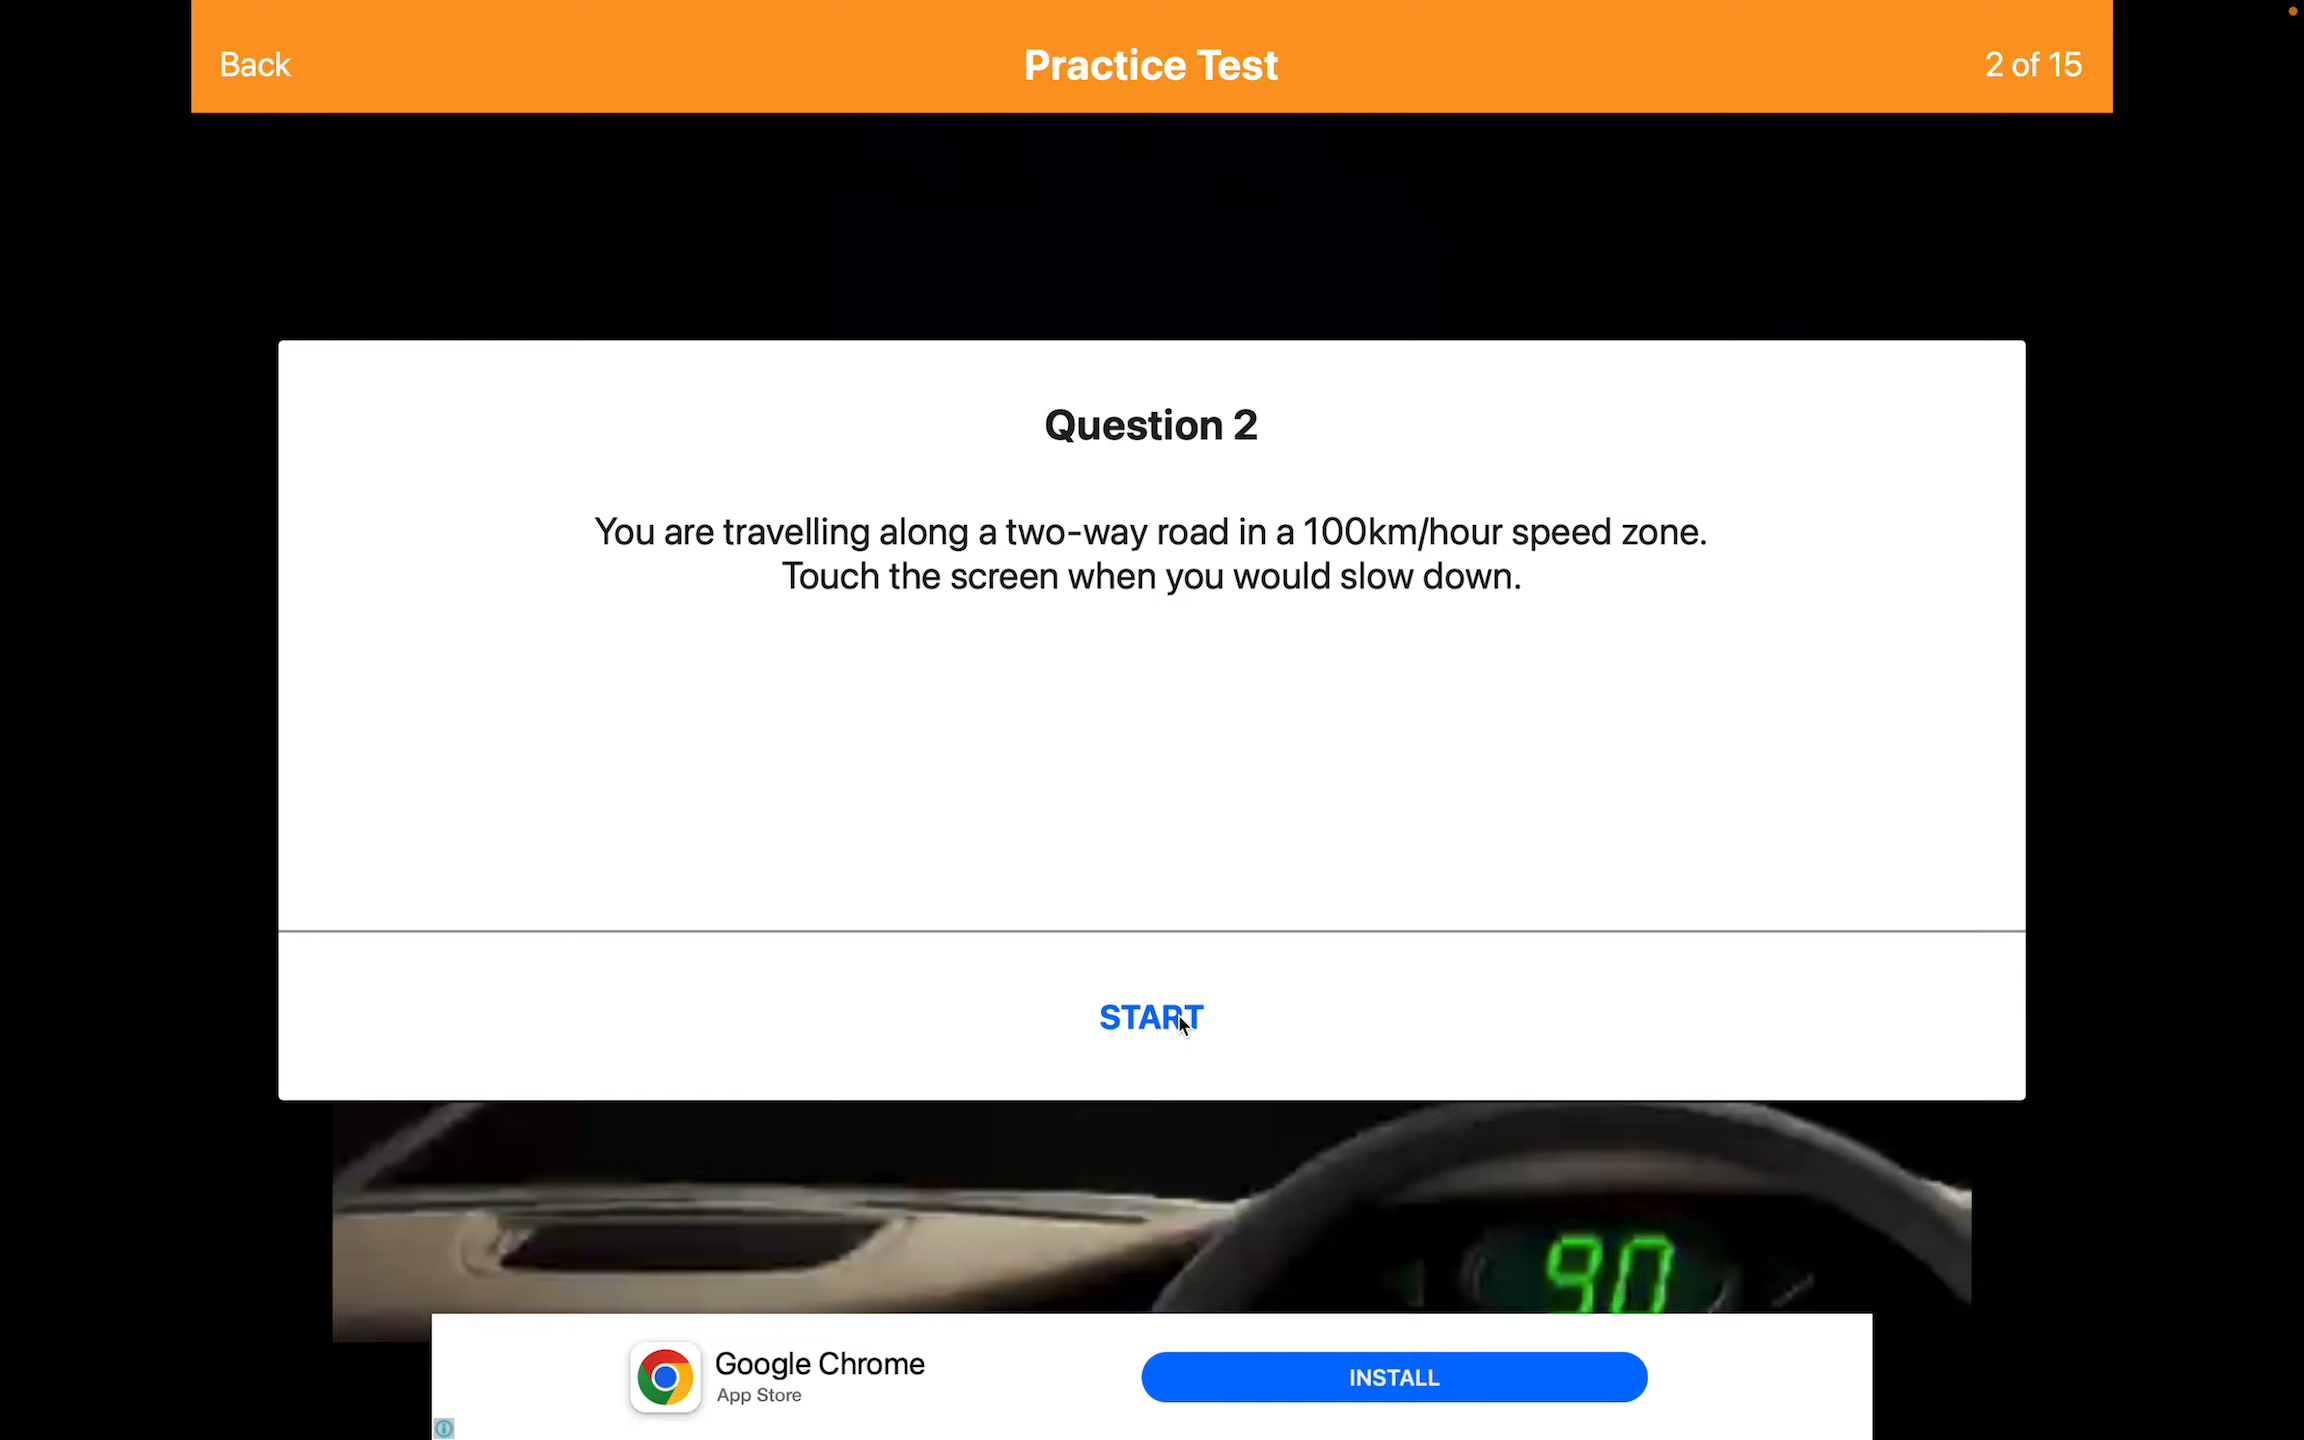 Back
Practice Test
2 of 15
Question 2
You are travelling along a two-way road in a 100km/hour speed zone.
Touch the screen when you would slow down.
START
90
Google Chrome
App Store
INSTALL